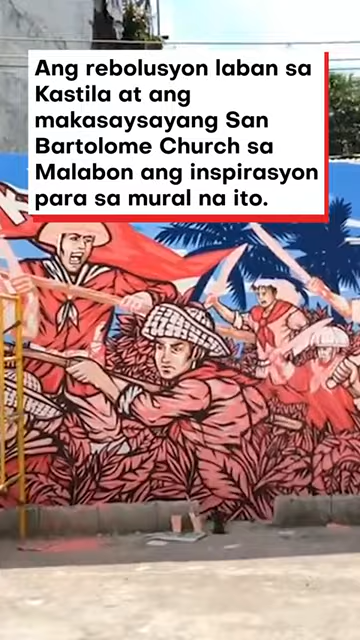 Ang rebolusyon laban sa
Kastila at ang
makasaysayang San
Bartolome Church sa
Malabon ang inspirasyon
para sa mural na ito.